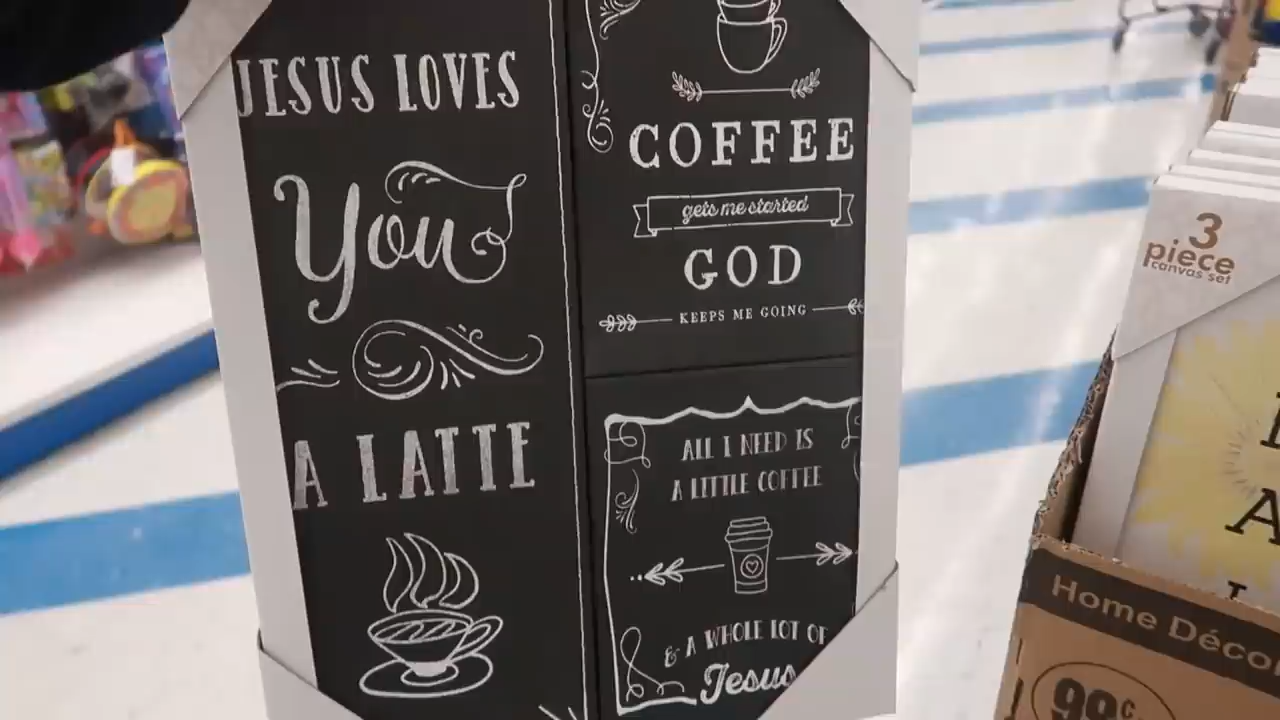 JESUS LOVES
You
A LATTE
COFFEE
gets me started
GOD
KEEPS ME GOING
ALL I NEED IS
A LITTLE COFFEE
& A WHOLE LOT OF
Jesus
3
piece
canvas set
A
Home Déco
99¢